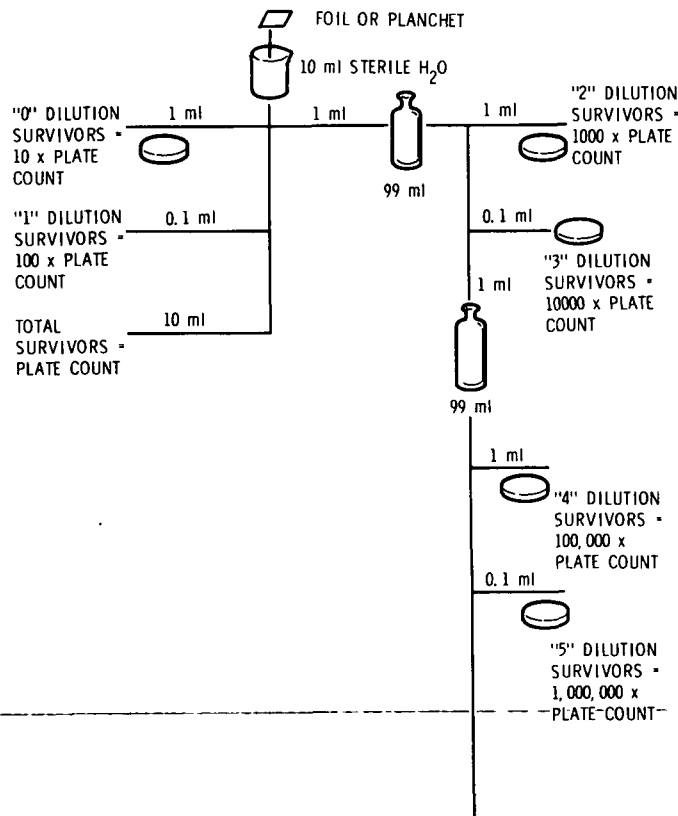 FOIL OR PLANCHET
10 ml STERILE H2O
"0" DILUTION
SURVIVORS =
10 x PLATE
COUNT
1 ml
1 ml
99 ml
1 ml
"2" DILUTION
SURVIVORS =
1000 x PLATE
COUNT
"1" DILUTION
SURVIVORS =
100 x PLATE
COUNT
0.1 ml
0.1 ml
"3" DILUTION
SURVIVORS =
10000 x PLATE
COUNT
TOTAL
SURVIVORS =
PLATE COUNT
10 ml
1 ml
99 ml
1 ml
"4" DILUTION
SURVIVORS =
100,000 x
PLATE COUNT
0.1 ml
"5" DILUTION
SURVIVORS =
1,000,000 x
PLATE COUNT